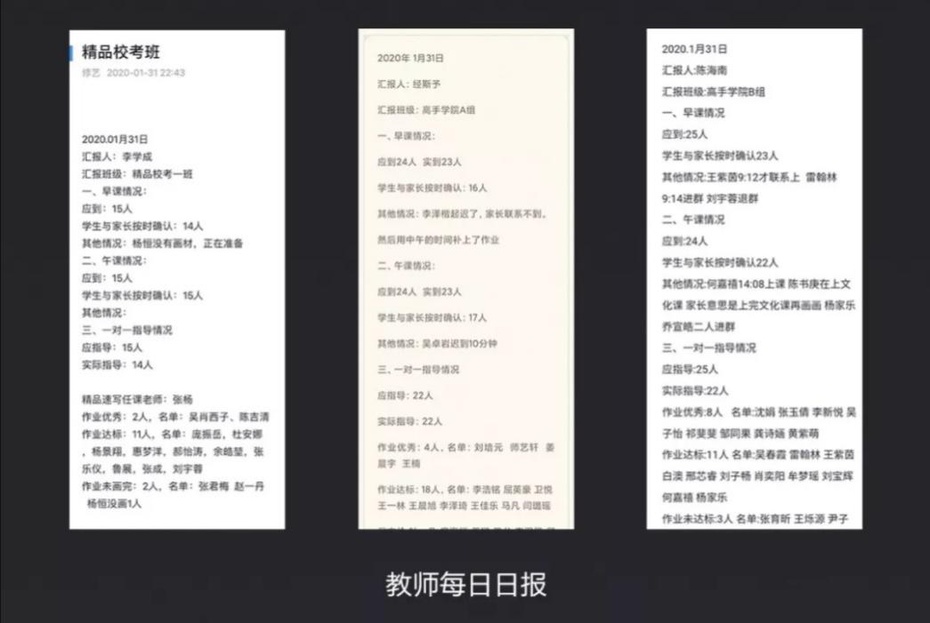 精品校考班
修艺 2020-01-31 22:43
2020.01月31日
汇报人：李学成
汇报班级：精品校考一班
一、早课情况：
应到：15人
学生与家长按时确认：14人
其他情况：杨恒没有画材，正在准备
二、午课情况：
应到：15人
学生与家长按时确认：15人
其他情况：
三、一对一指导情况
应指导：15人
实际指导：14人
精品速写任课老师：张杨
作业优秀：2人，名单：吴肖西子、陈吉清
作业达标：11人，名单：庞振岳，杜安娜
，杨景翔，惠梦洋，郝怡涛，余皓堃，张
乐仪，鲁展，张成，刘宇蓉
作业未画完：2人，名单：张君梅 赵一丹
杨恒没画1人
2020年 1月31日
汇报人：经斯予
汇报班级：高手学院A组
一、早课情况：
应到24人 实到23人
学生与家长按时确认：16人
其他情况：李泽楷起迟了，家长联系不到。
然后用中午的时间补上了作业
二、午课情况：
应到24人 实到23人
学生与家长按时确认：17人
其他情况：吴卓岩迟到10分钟
三、一对一指导情况
应指导：22人
实际指导：22人
作业优秀：4人，名单：刘培元 师艺轩 姜
晨宇 王楠
作业达标：18人，名单：李浩铭 屈英豪 卫悦
王一林 王晨旭 李泽琦 王佳乐 马凡 闫璐瑶
2020.1月31日
汇报人:陈海南
汇报班级:高手学院B组
一、早课情况
应到:25人
学生与家长按时确认23人
其他情况:王紫茵9:12才联系上 雷翰林
9:14进群 刘宇蓉退群
二、午课情况
应到:24人
学生与家长按时确认22人
其他情况:何嘉禧14:08上课 陈书庚在上文
化课 家长意思是上完文化课再画画 杨家乐
乔宣皓二人进群
三、一对一指导情况
应指导:25人
实际指导:22人
作业优秀:8人 名单:沈娟 张玉倩 李新悦 吴
子怡 祁斐斐 邹同果 龚诗婳 黄紫萌
作业达标:11人 名单:吴春霞 雷翰林 王紫茵
白澳 邢芯睿 刘子畅 肖奕阳 牟梦瑶 刘宝辉
何嘉禧 杨家乐
作业未达标:3人 名单:张育昕 王烁源 尹子
教师每日日报